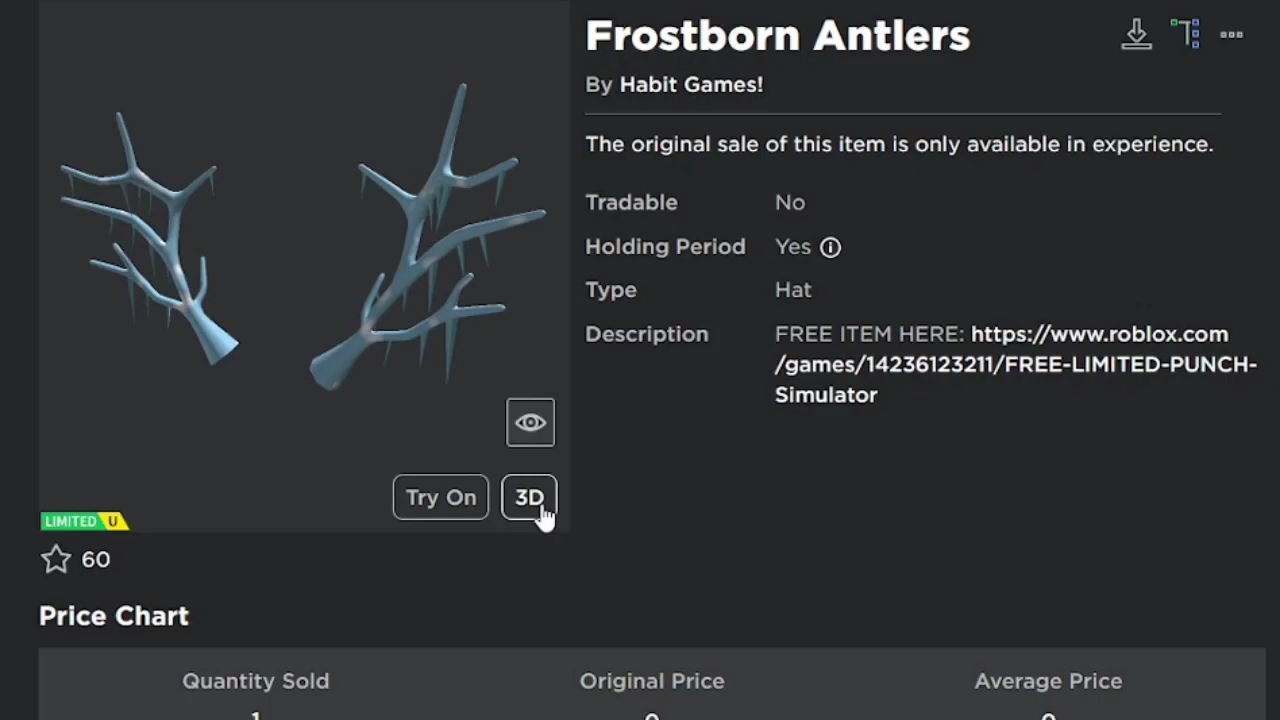 Frostborn Antlers
By Habit Games!
The original sale of this item is only available in experience.
Tradable No
Holding Period Yes
Type Hat
Description FREE ITEM HERE: https://www.roblox.com
/games/14236123211/FREE-LIMITED-PUNCH-
Simulator
Try On 3D
LIMITED U
60
Price Chart
Quantity Sold Original Price Average Price